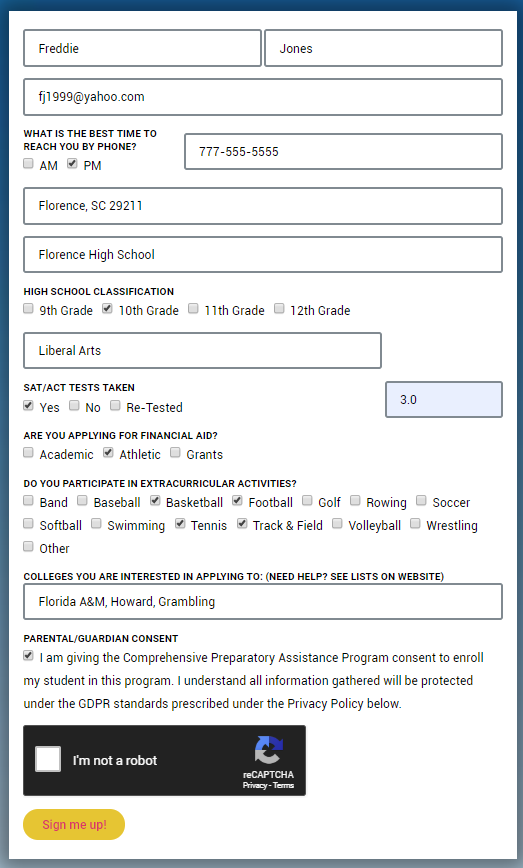 Freddie Jones
fj1999@yahoo.com
WHAT IS THE BEST TIME TO
REACH YOU BY PHONE?
AM PM
777-555-5555
Florence, SC 29211
Florence High School
HIGH SCHOOL CLASSIFICATION
9th Grade 10th Grade 11th Grade 12th Grade
Liberal Arts
SAT/ACT TESTS TAKEN
Yes No Re-Tested
3.0
ARE YOU APPLYING FOR FINANCIAL AID?
Academic Athletic Grants
DO YOU PARTICIPATE IN EXTRACURRICULAR ACTIVITIES?
Band Baseball Basketball Football Golf Rowing Soccer
Softball Swimming Tennis Track & Field Volleyball Wrestling
Other
COLLEGES YOU ARE INTERESTED IN APPLYING TO: (NEED HELP? SEE LISTS ON WEBSITE)
Florida A&M, Howard, Grambling
PARENTAL/GUARDIAN CONSENT
I am giving the Comprehensive Preparatory Assistance Program consent to enroll
my student in this program. I understand all information gathered will be protected
under the GDPR standards prescribed under the Privacy Policy below.
I'm not a robot
reCAPTCHA
Privacy - Terms
Sign me up!